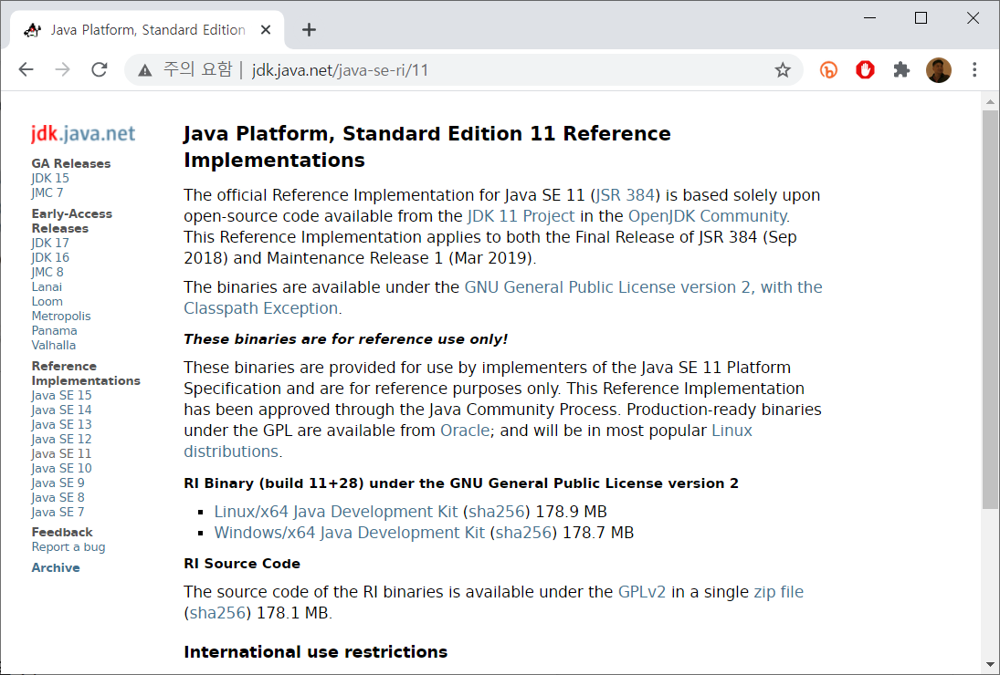 Java Platform, Standard Edition
주의 요함 | jdk.java.net/java-se-ri/11
jdk.java.net
GA Releases
JDK 15
JMC 7
Early-Access
Releases
JDK 17
JDK 16
JMC 8
Lanai
Loom
Metropolis
Panama
Valhalla
Reference
Implementations
Java SE 15
Java SE 14
Java SE 13
Java SE 12
Java SE 11
Java SE 10
Java SE 9
Java SE 8
Java SE 7
Feedback
Report a bug
Archive
Java Platform, Standard Edition 11 Reference
Implementations
The official Reference Implementation for Java SE 11 (JSR 384) is based solely upon
open-source code available from the JDK 11 Project in the OpenJDK Community.
This Reference Implementation applies to both the Final Release of JSR 384 (Sep
2018) and Maintenance Release 1 (Mar 2019).
The binaries are available under the GNU General Public License version 2, with the
Classpath Exception.
These binaries are for reference use only!
These binaries are provided for use by implementers of the Java SE 11 Platform
Specification and are for reference purposes only. This Reference Implementation
has been approved through the Java Community Process. Production-ready binaries
under the GPL are available from Oracle; and will be in most popular Linux
distributions.
RI Binary (build 11+28) under the GNU General Public License version 2
▪ Linux/x64 Java Development Kit (sha256) 178.9 MB
▪ Windows/x64 Java Development Kit (sha256) 178.7 MB
RI Source Code
The source code of the RI binaries is available under the GPLv2 in a single zip file
(sha256) 178.1 MB.
International use restrictions